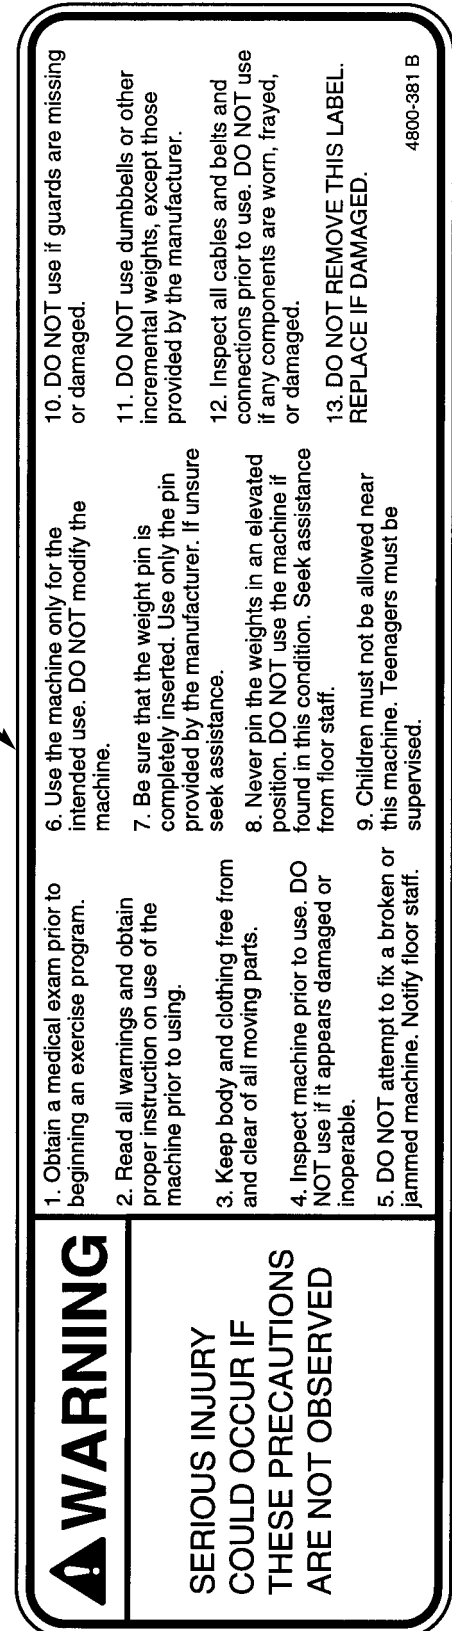 WARNING
SERIOUS INJURY
COULD OCCUR IF
THESE PRECAUTIONS
ARE NOT OBSERVED
1. Obtain a medical exam prior to
beginning an exercise program.
2. Read all warnings and obtain
proper instruction on use of the
machine prior to using.
3. Keep body and clothing free from
and clear of all moving parts.
4. Inspect machine prior to use. DO
NOT use if it appears damaged or
inoperable.
5. DO NOT attempt to fix a broken or
jammed machine. Notify floor staff.
6. Use the machine only for the
intended use. DO NOT modify the
machine.
7. Be sure that the weight pin is
completely inserted. Use only the pin
provided by the manufacturer. If unsure
seek assistance.
8. Never pin the weights in an elevated
position. DO NOT use the machine if
found in this condition. Seek assistance
from floor staff.
9. Children must not be allowed near
this machine. Teenagers must be
supervised.
10. DO NOT use if guards are missing
or damaged.
11. DO NOT use dumbbells or other
incremental weights, except those
provided by the manufacturer.
12. Inspect all cables and belts and
connections prior to use. DO NOT use
if any components are worn, frayed,
or damaged.
13. DO NOT REMOVE THIS LABEL.
REPLACE IF DAMAGED.
4800-381 B